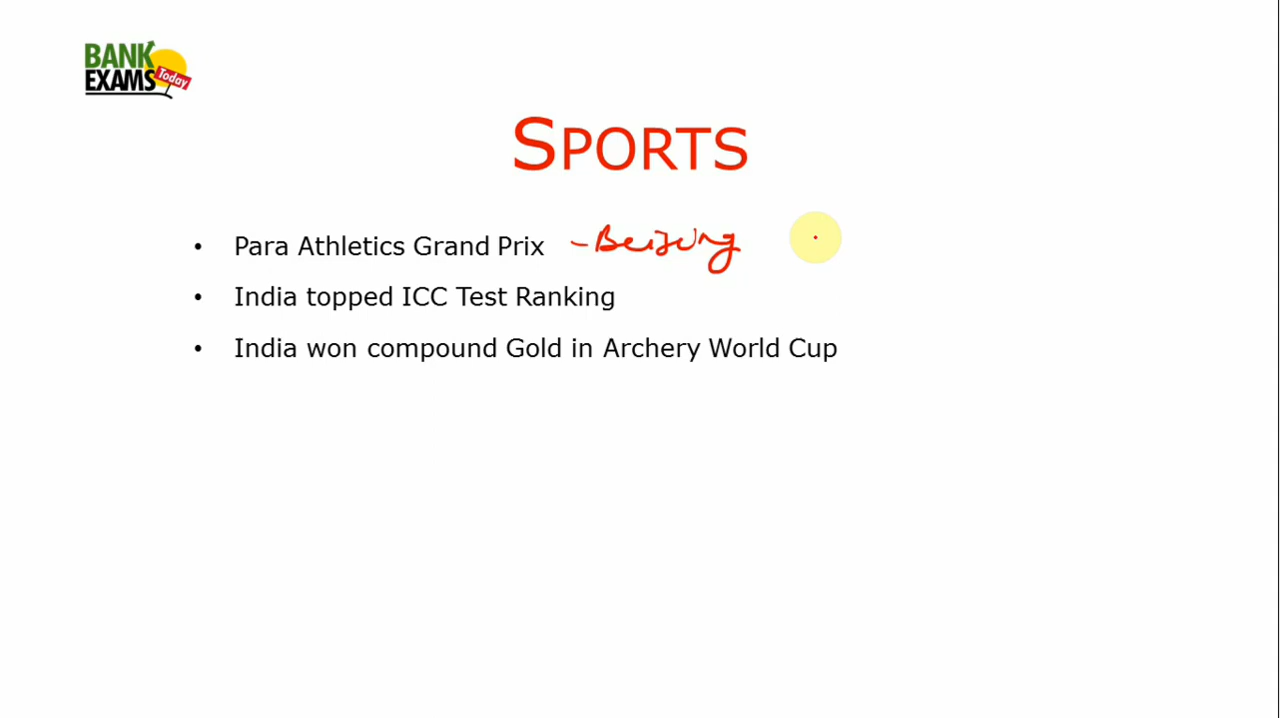 BANK
EXAMS Today
SPORTS
• Para Athletics Grand Prix - Beijing
• India topped ICC Test Ranking
• India won compound Gold in Archery World Cup